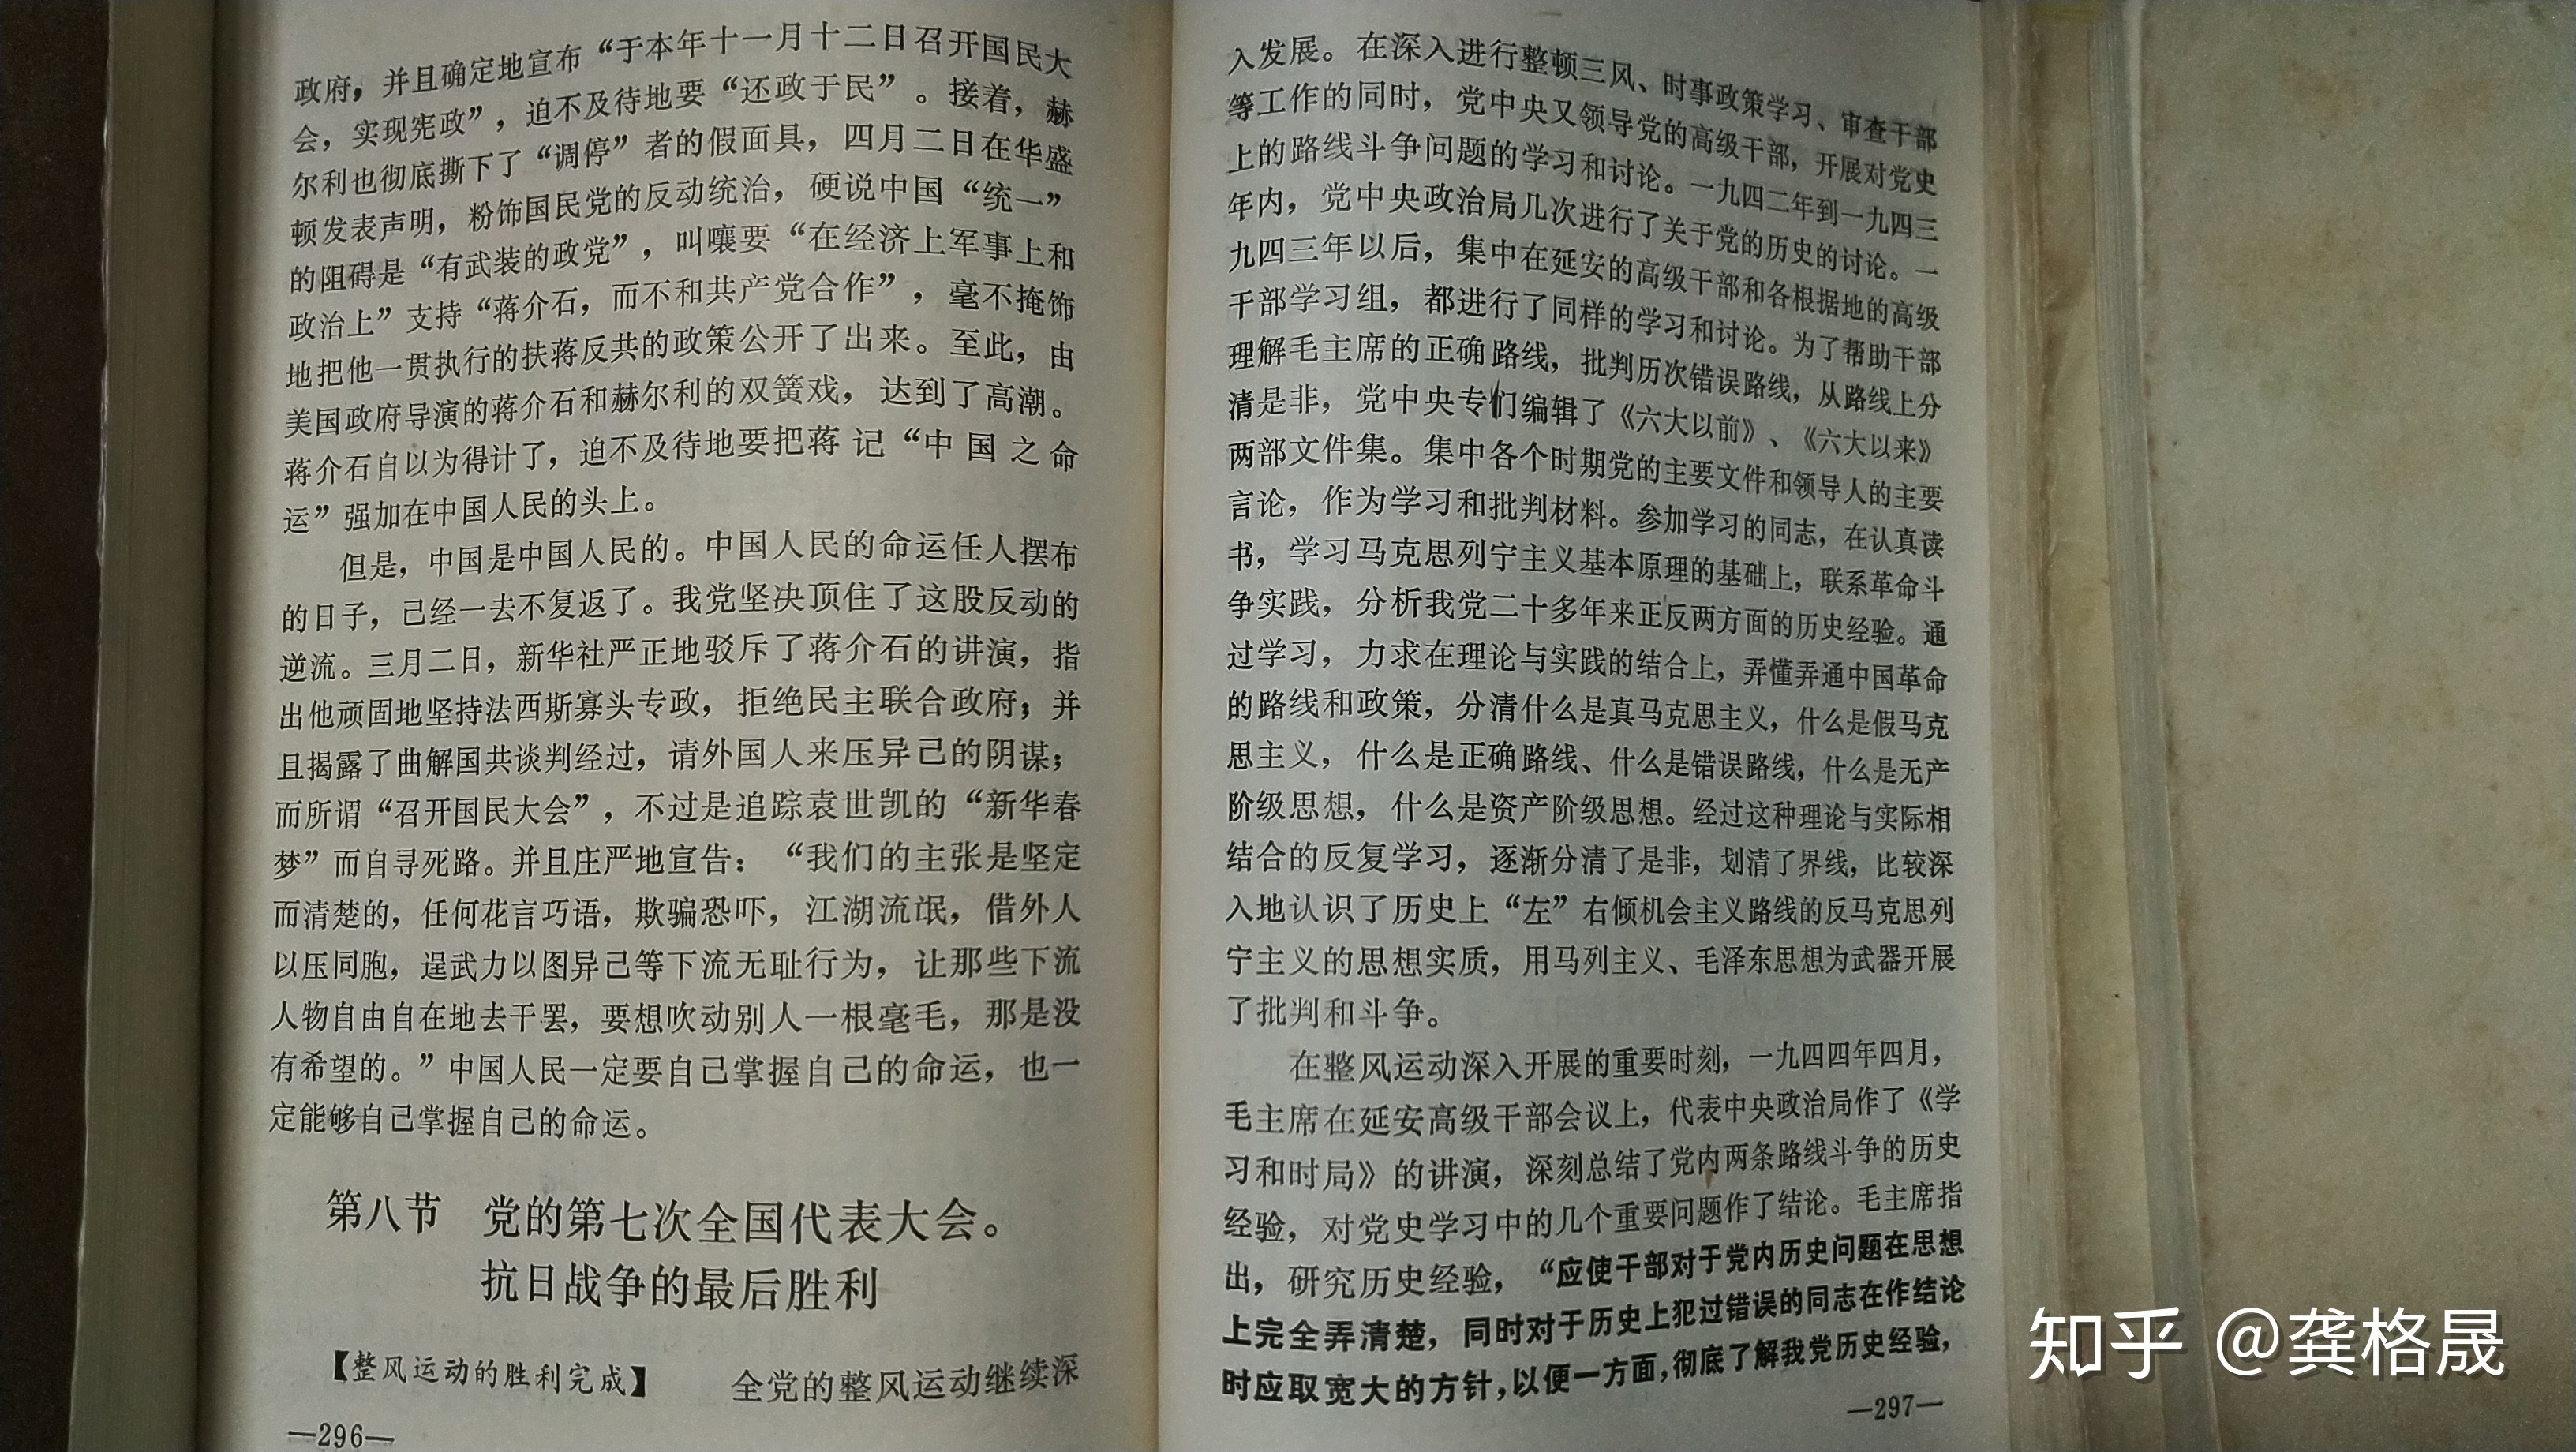 政府，并且确定地宣布“于本年十一月十二日召开国民大
会，实现宪政”，迫不及待地要“还政于民”。接着，赫
尔利也彻底撕下了“调停”者的假面具，四月二日在华盛
顿发表声明，粉饰国民党的反动统治，硬说中国“统一”
的阻碍是“有武装的政党”，叫嚷要“在经济上军事上和
政治上”支持“蒋介石，而不和共产党合作”，毫不掩饰
地把他一贯执行的扶蒋反共的政策公开了出来。至此，由
美国政府导演的蒋介石和赫尔利的双簧戏，达到了高潮。
蒋介石自以为得计了，迫不及待地要把蒋记“中国之命
运”强加在中国人民的头上。
但是，中国是中国人民的。中国人民的命运任人摆布
的日子，己经一去不复返了。我党坚决顶住了这股反动的
逆流。三月二日，新华社严正地驳斥了蒋介石的讲演，指
出他顽固地坚持法西斯寡头专政，拒绝民主联合政府；并
且揭露了曲解国共谈判经过，请外国人来压异己的阴谋；
而所谓“召开国民大会”，不过是追踪袁世凯的“新华春
梦”而自寻死路。并且庄严地宣告：“我们的主张是坚定
而清楚的，任何花言巧语，欺骗恐吓，江湖流氓，借外人
以压同胞，逞武力以图异己等下流无耻行为，让那些下流
人物自由自在地去干罢，要想吹动别人一根毫毛，那是没
有希望的。”中国人民一定要自己掌握自己的命运，也一
定能够自己掌握自己的命运。
第八节 党的第七次全国代表大会。
抗日战争的最后胜利
【整风运动的胜利完成】 全党的整风运动继续深
—296—
入发展。在深入进行整顿三风、时事政策学习、审查干部
等工作的同时，党中央又领导党的高级干部，开展对党史
上的路线斗争问题的学习和讨论。一九四二年到一九四三
年内，党中央政治局几次进行了关于党的历史的讨论。一
九四三年以后，集中在延安的高级干部和各根据地的高级
干部学习组，都进行了同样的学习和讨论。为了帮助干部
理解毛主席的正确路线，批判历次错误路线，从路线上分
清是非，党中央专们编辑了《六大以前》、《六大以来》
两部文件集。集中各个时期党的主要文件和领导人的主要
言论，作为学习和批判材料。参加学习的同志，在认真读
书，学习马克思列宁主义基本原理的基础上，联系革命斗
争实践，分析我党二十多年来正反两方面的历史经验。通
过学习，力求在理论与实践的结合上，弄懂弄通中国革命
的路线和政策，分清什么是真马克思主义，什么是假马克
思主义，什么是正确路线、什么是错误路线，什么是无产
阶级思想，什么是资产阶级思想。经过这种理论与实际相
结合的反复学习，逐渐分清了是非，划清了界线，比较深
入地认识了历史上“左”右倾机会主义路线的反马克思列
宁主义的思想实质，用马列主义、毛泽东思想为武器开展
了批判和斗争。
在整风运动深入开展的重要时刻，一九四四年四月，
毛主席在延安高级干部会议上，代表中央政治局作了《学
习和时局》的讲演，深刻总结了党内两条路线斗争的历史
经验，对党史学习中的几个重要问题作了结论。毛主席指
出，研究历史经验，“应使干部对于党内历史问题在思想
上完全弄清楚，同时对于历史上犯过错误的同志在作结论
时应取宽大的方针，以便一方面，彻底了解我党历史经验，
—297—
知乎 @龚格晟